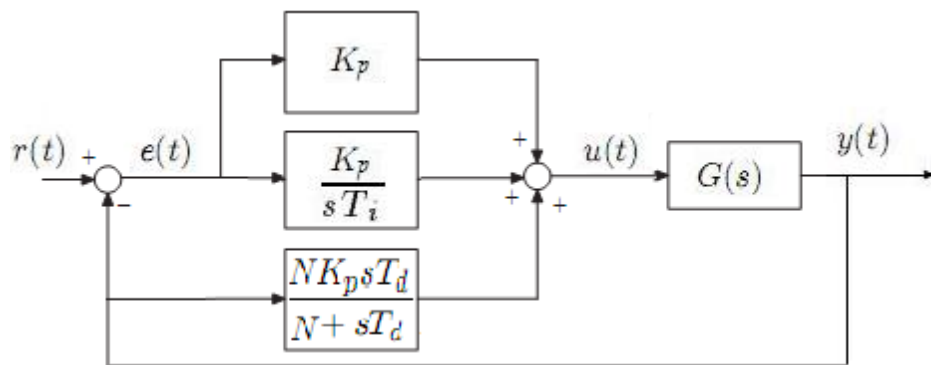 K_p
r(t) + e(t) + u(t) y(t)
K_p / sT_i
G(s)
− + +
NK_p sT_d / N + sT_d